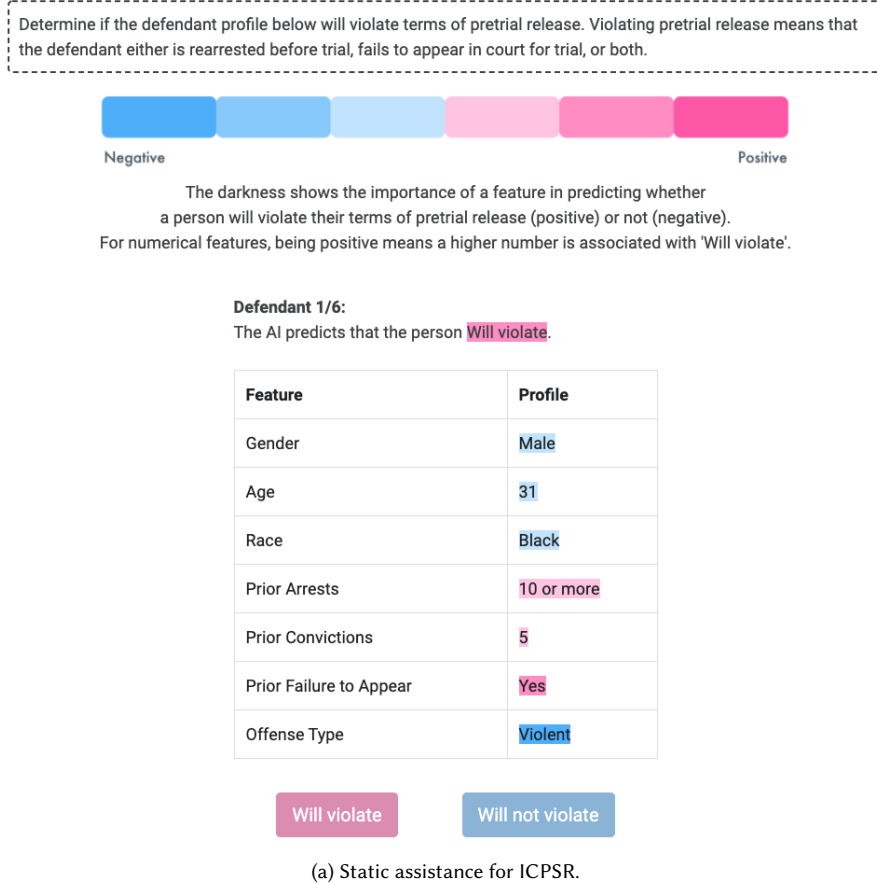 Determine if the defendant profile below will violate terms of pretrial release. Violating pretrial release means that
the defendant either is rearrested before trial, fails to appear in court for trial, or both.
Negative Positive
The darkness shows the importance of a feature in predicting whether
a person will violate their terms of pretrial release (positive) or not (negative).
For numerical features, being positive means a higher number is associated with 'Will violate'.
Defendant 1/6:
The AI predicts that the person Will violate.
Feature Profile
Gender Male
Age 31
Race Black
Prior Arrests 10 or more
Prior Convictions 5
Prior Failure to Appear Yes
Offense Type Violent
Will violate Will not violate
(a) Static assistance for ICPSR.